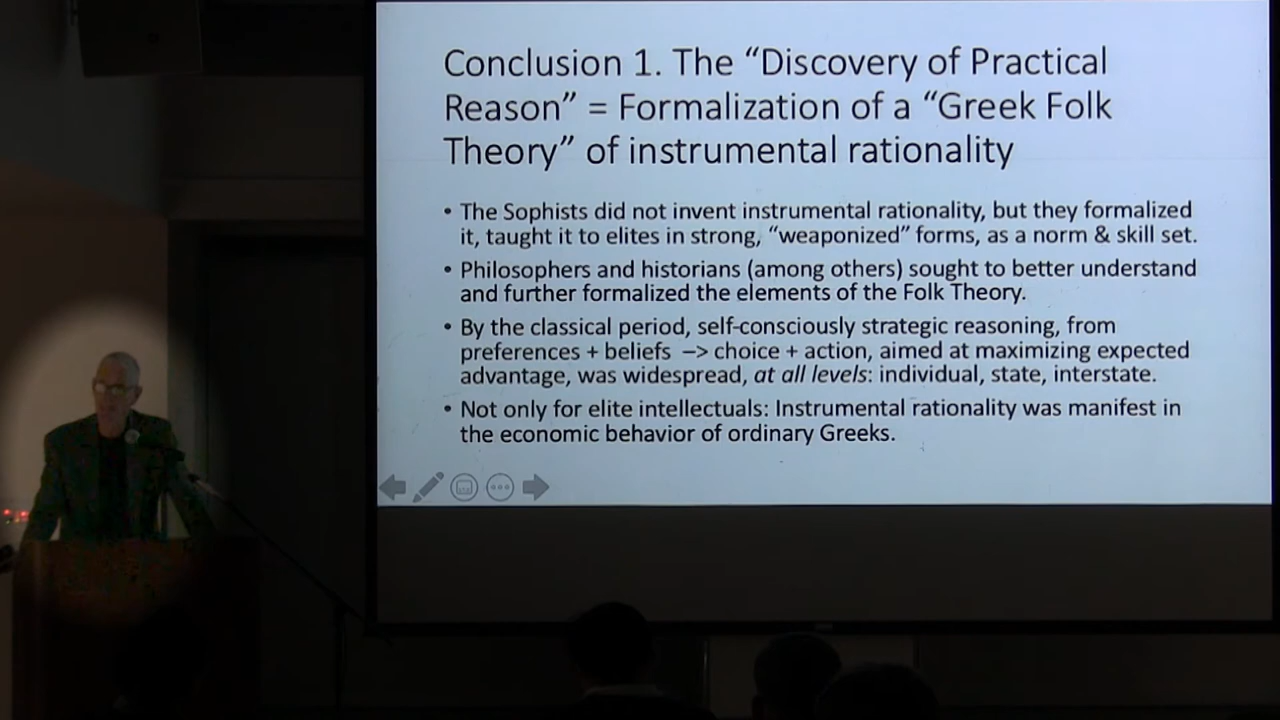 Conclusion 1. The “Discovery of Practical
Reason” = Formalization of a “Greek Folk
Theory” of instrumental rationality
• The Sophists did not invent instrumental rationality, but they formalized
it, taught it to elites in strong, “weaponized” forms, as a norm & skill set.
• Philosophers and historians (among others) sought to better understand
and further formalized the elements of the Folk Theory.
• By the classical period, self-consciously strategic reasoning, from
preferences + beliefs –> choice + action, aimed at maximizing expected
advantage, was widespread, at all levels: individual, state, interstate.
• Not only for elite intellectuals: Instrumental rationality was manifest in
the economic behavior of ordinary Greeks.